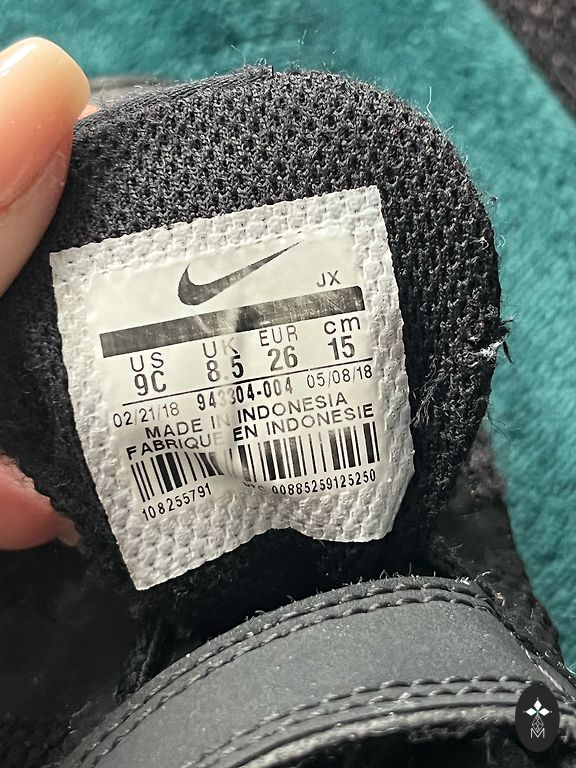 JX
US UK EUR cm
9C 8.5 26 15
02/21/18 943304-004 05/08/18
MADE IN INDONESIA
FABRIQUE EN INDONESIE
108255791 00885259125250
M